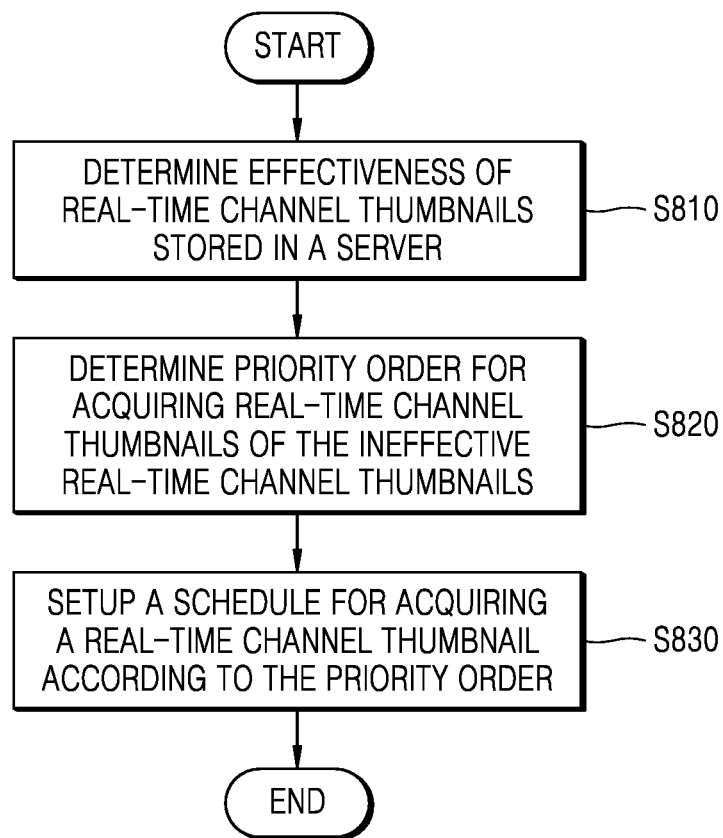 START
DETERMINE EFFECTIVENESS OF
REAL-TIME CHANNEL THUMBNAILS
STORED IN A SERVER
S810
DETERMINE PRIORITY ORDER FOR
ACQUIRING REAL-TIME CHANNEL
THUMBNAILS OF THE INEFFECTIVE
REAL-TIME CHANNEL THUMBNAILS
S820
SETUP A SCHEDULE FOR ACQUIRING
A REAL-TIME CHANNEL THUMBNAIL
ACCORDING TO THE PRIORITY ORDER
S830
END